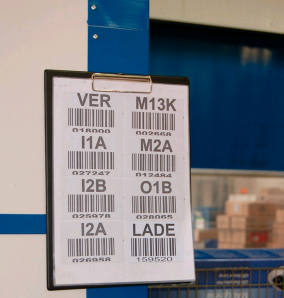 VER M13K
018000 002668
I1A M2A
027247 012484
I2B O1B
025978 028065
I2A LADE
026958 159520